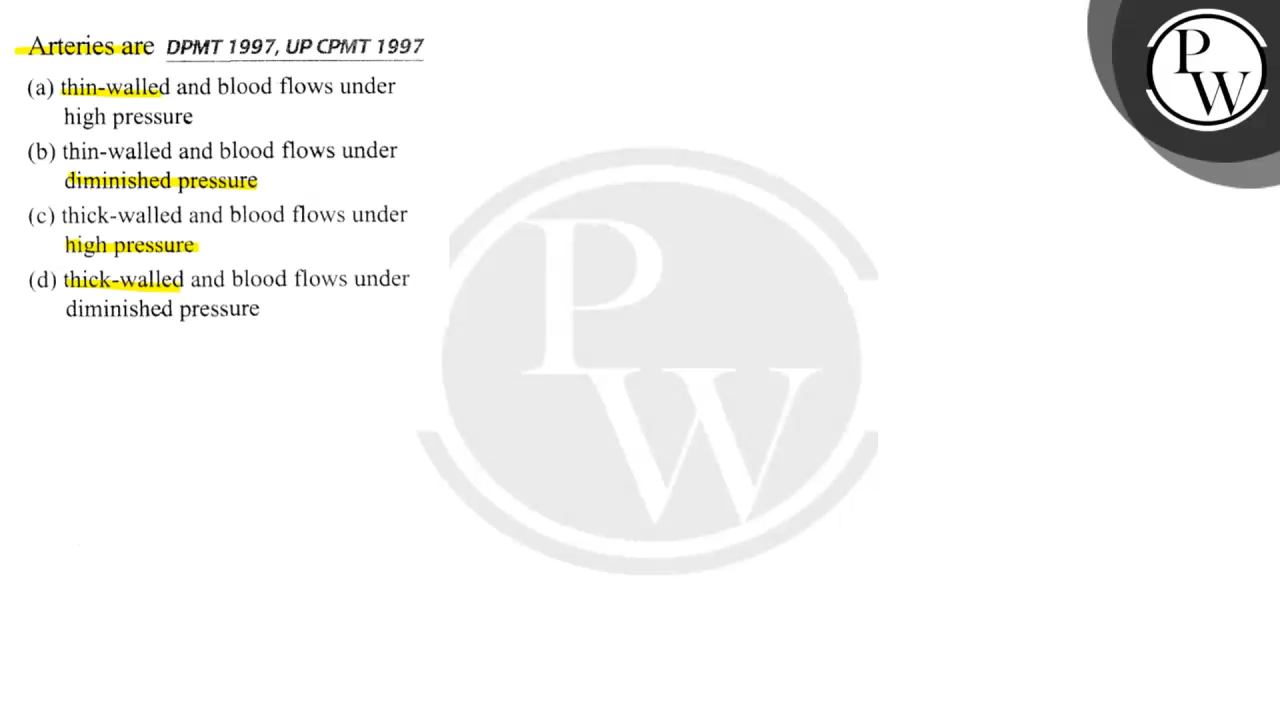 Arteries are DPMT 1997, UP CPMT 1997
(a) thin-walled and blood flows under
high pressure
(b) thin-walled and blood flows under
diminished pressure
(c) thick-walled and blood flows under
high pressure
(d) thick-walled and blood flows under
diminished pressure
PW
PW